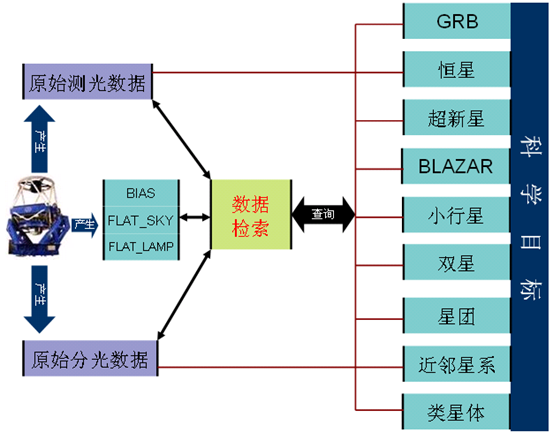 GRB
恒星
原始测光数据
超新星
产生
BLAZAR
科学目标
BIAS
FLAT_SKY
FLAT_LAMP
产生
数据
检索
查询
小行星
双星
产生
星团
原始分光数据
近邻星系
类星体